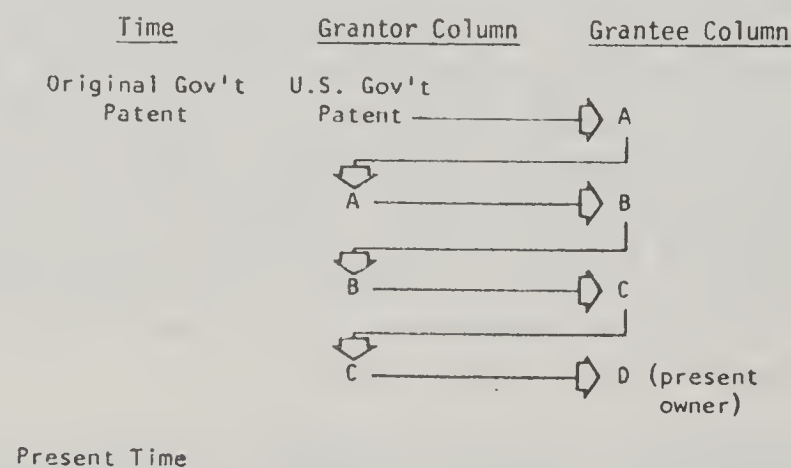 Time Grantor Column Grantee Column
Original Gov't U.S. Gov't
Patent Patent A
A B
B C
C D (present
owner)
Present Time